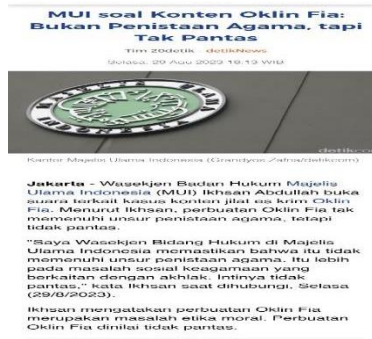 MUI soal Konten Oklin Fia:
Bukan Penistaan Agama, tapi
Tak Pantas
Tim 20detik - detikNews
Selasa, 29 Agu 2023 18:13 WIB
detikcom
Kantor Majelis Ulama Indonesia (Grandyos Zafna/detikcom)
Jakarta - Wasekjen Badan Hukum Majelis
Ulama Indonesia (MUI) Ikhsan Abdullah buka
suara terkait kasus konten jilat es krim Oklin
Fia. Menurut Ikhsan, perbuatan Oklin Fia tak
memenuhi unsur penistaan agama, tetapi
tidak pantas.
"Saya Wasekjen Bidang Hukum di Majelis
Ulama Indonesia memastikan bahwa itu tidak
memenuhi unsur penistaan agama. Itu lebih
pada masalah sosial keagamaan yang
berkaitan dengan akhlak. Intinya tidak
pantas," kata Ikhsan saat dihubungi, Selasa
(29/8/2023).
Ikhsan mengatakan perbuatan Oklin Fia
merupakan masalah etika moral. Perbuatan
Oklin Fia dinilai tidak pantas.